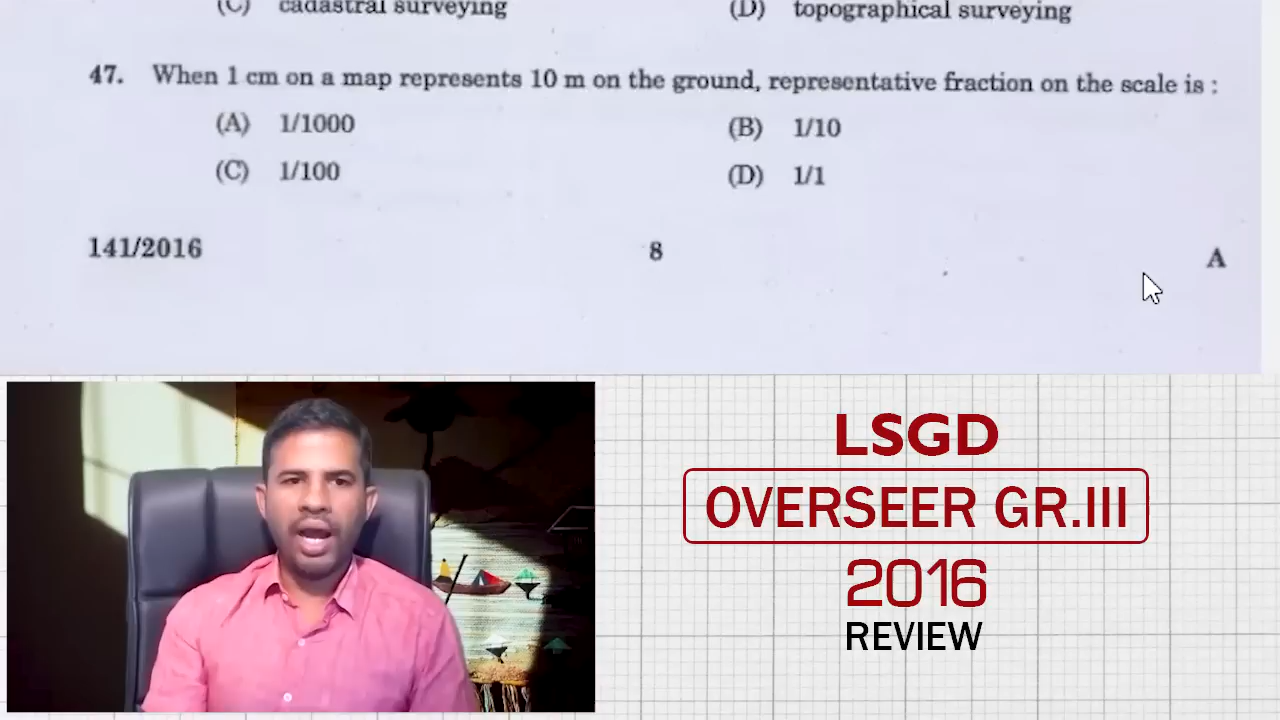 (C) cadastral surveying (D) topographical surveying
47. When 1 cm on a map represents 10 m on the ground, representative fraction on the scale is :
(A) 1/1000 (B) 1/10
(C) 1/100 (D) 1/1
141/2016 8 A
LSGD
OVERSEER GR.III
2016
REVIEW